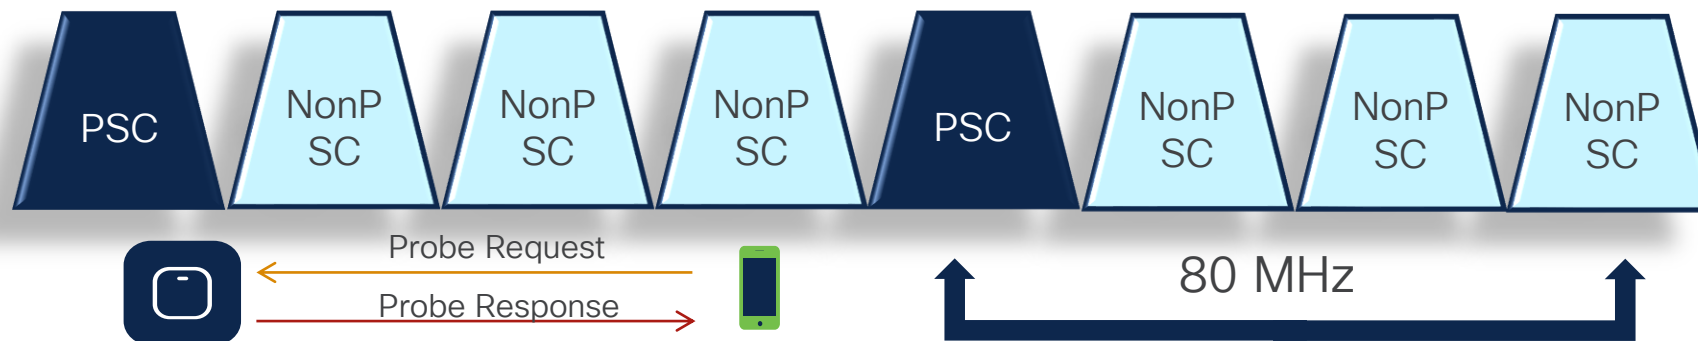 PSC
NonP
SC
NonP
SC
NonP
SC
PSC
NonP
SC
NonP
SC
NonP
SC
Probe Request
Probe Response
80 MHz